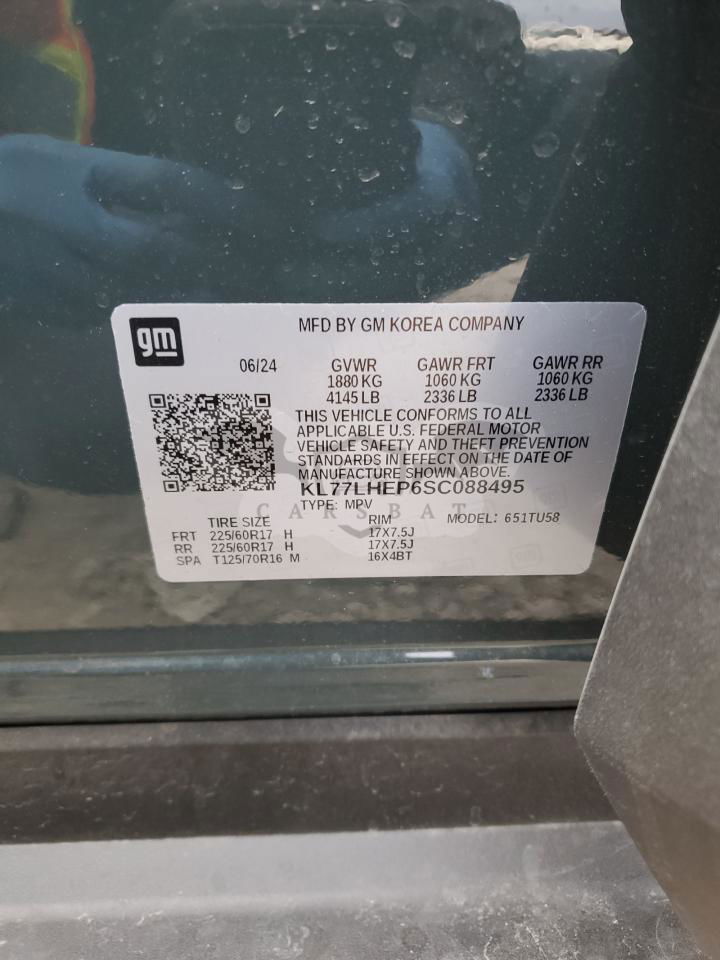 gm
MFD BY GM KOREA COMPANY
06/24 GVWR GAWR FRT GAWR RR
1880 KG 1060 KG 1060 KG
4145 LB 2336 LB 2336 LB
THIS VEHICLE CONFORMS TO ALL
APPLICABLE U.S. FEDERAL MOTOR
VEHICLE SAFETY AND THEFT PREVENTION
STANDARDS IN EFFECT ON THE DATE OF
MANUFACTURE SHOWN ABOVE.
KL77LHEP6SC088495
TYPE: MPV
CARSBAT
TIRE SIZE RIM MODEL: 651TU58
FRT 225/60R17 H 17X7.5J
RR 225/60R17 H 17X7.5J
SPA T125/70R16 M 16X4BT